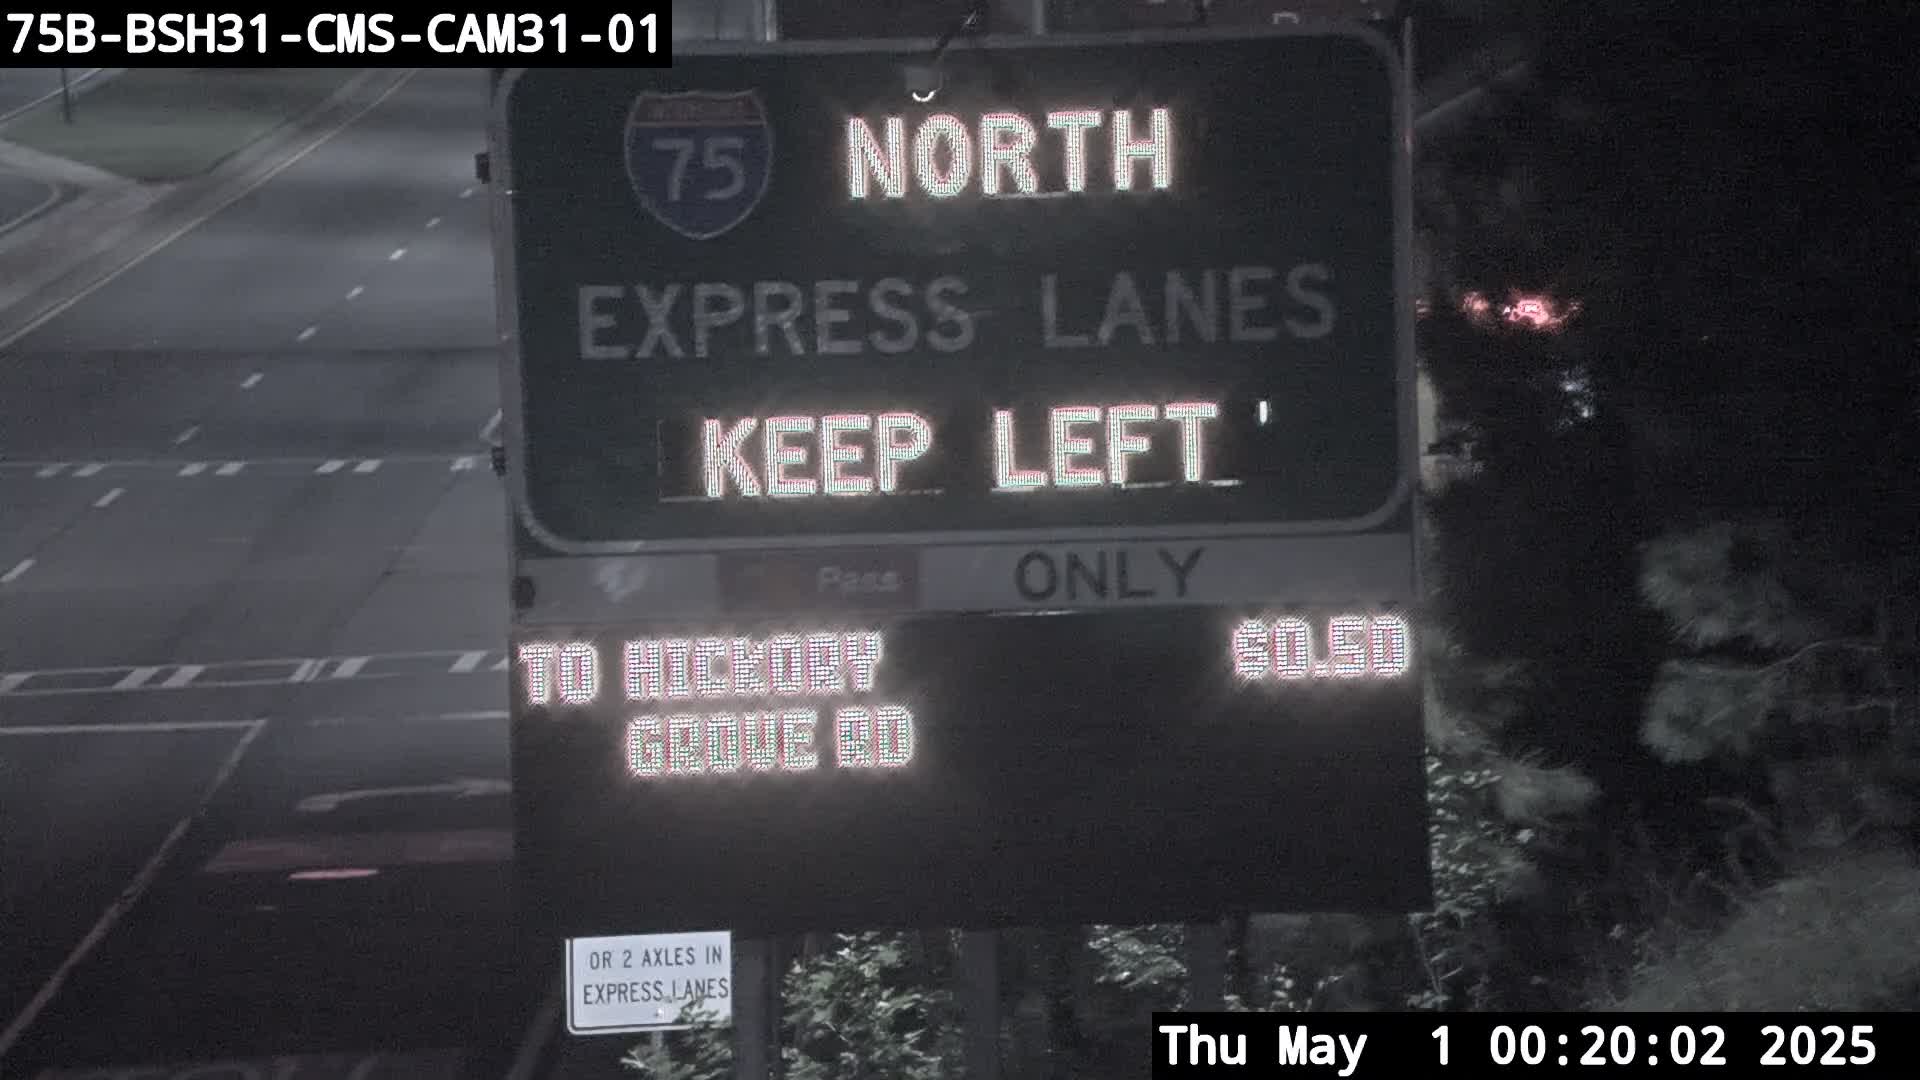 75B-BSH31-CMS-CAM31-01
75 NORTH
EXPRESS LANES
KEEP LEFT
Pass ONLY
TO HICKORY $0.50
GROVE RD
OR 2 AXLES IN
EXPRESS LANES
Thu May 1 00:20:02 2025